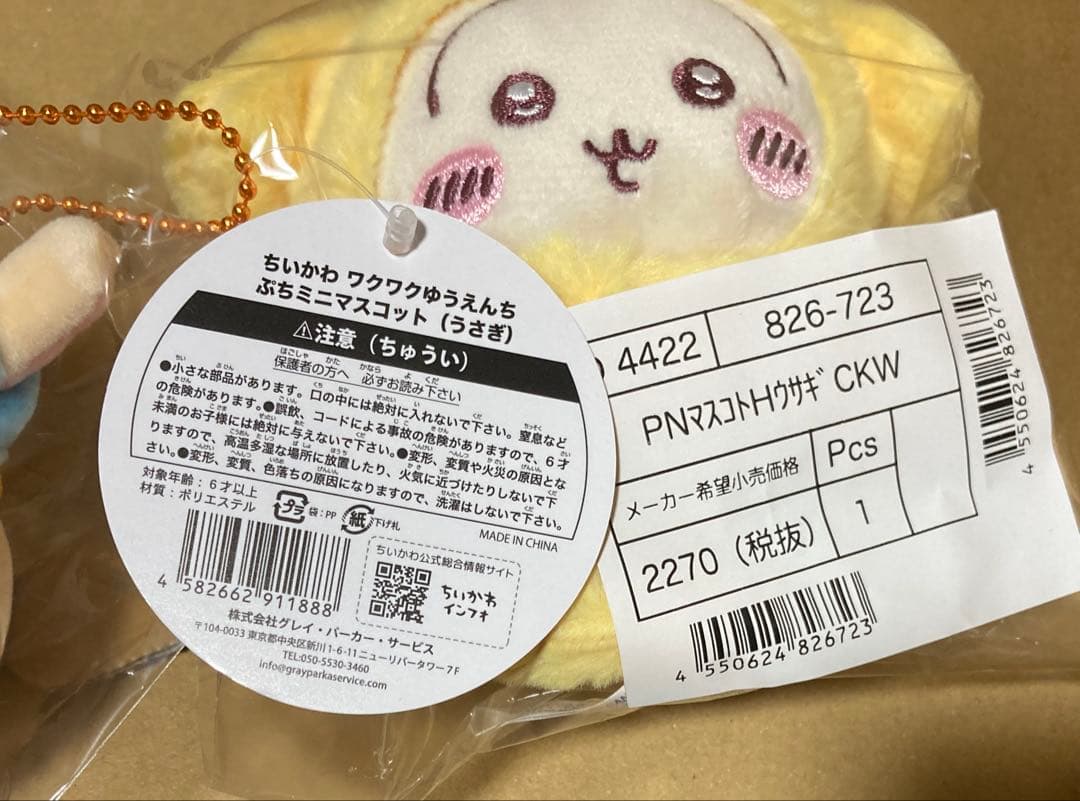 ちいかわ ワクワクゆうえんち
ぷちミニマスコット(うさぎ)
⚠注意(ちゅうい)
保護者の方へ 必ずお読み下さい
●小さな部品があります。口の中には絶対に入れないで下さい。窒息など
の危険があります。●誤飲、コードによる事故の危険がありますので、6才
未満のお子様には絶対に与えないで下さい。●変形、変質や火災の原因とな
りますので、高温多湿な場所に放置したり、火気に近づけたりしないで下
さい。●変形、変質、色落ちの原因になりますので、洗濯はしないで下さい。
対象年齢:6才以上
材質:ポリエステル
プラ 袋:PP 紙 下げ札
MADE IN CHINA
4 582662 911888
ちいかわ公式総合情報サイト
ちいかわ
インフォ
株式会社グレイ・パーカー・サービス
〒104-0033 東京都中央区新川1-6-11ニューリバータワー7F
TEL:050-5530-3460
info@grayparkaservice.com
4422
826-723
PNマスコトHウサギ CKW
メーカー希望小売価格
Pcs
2270(税抜)
1
4 550624 826723
4 550624 826723